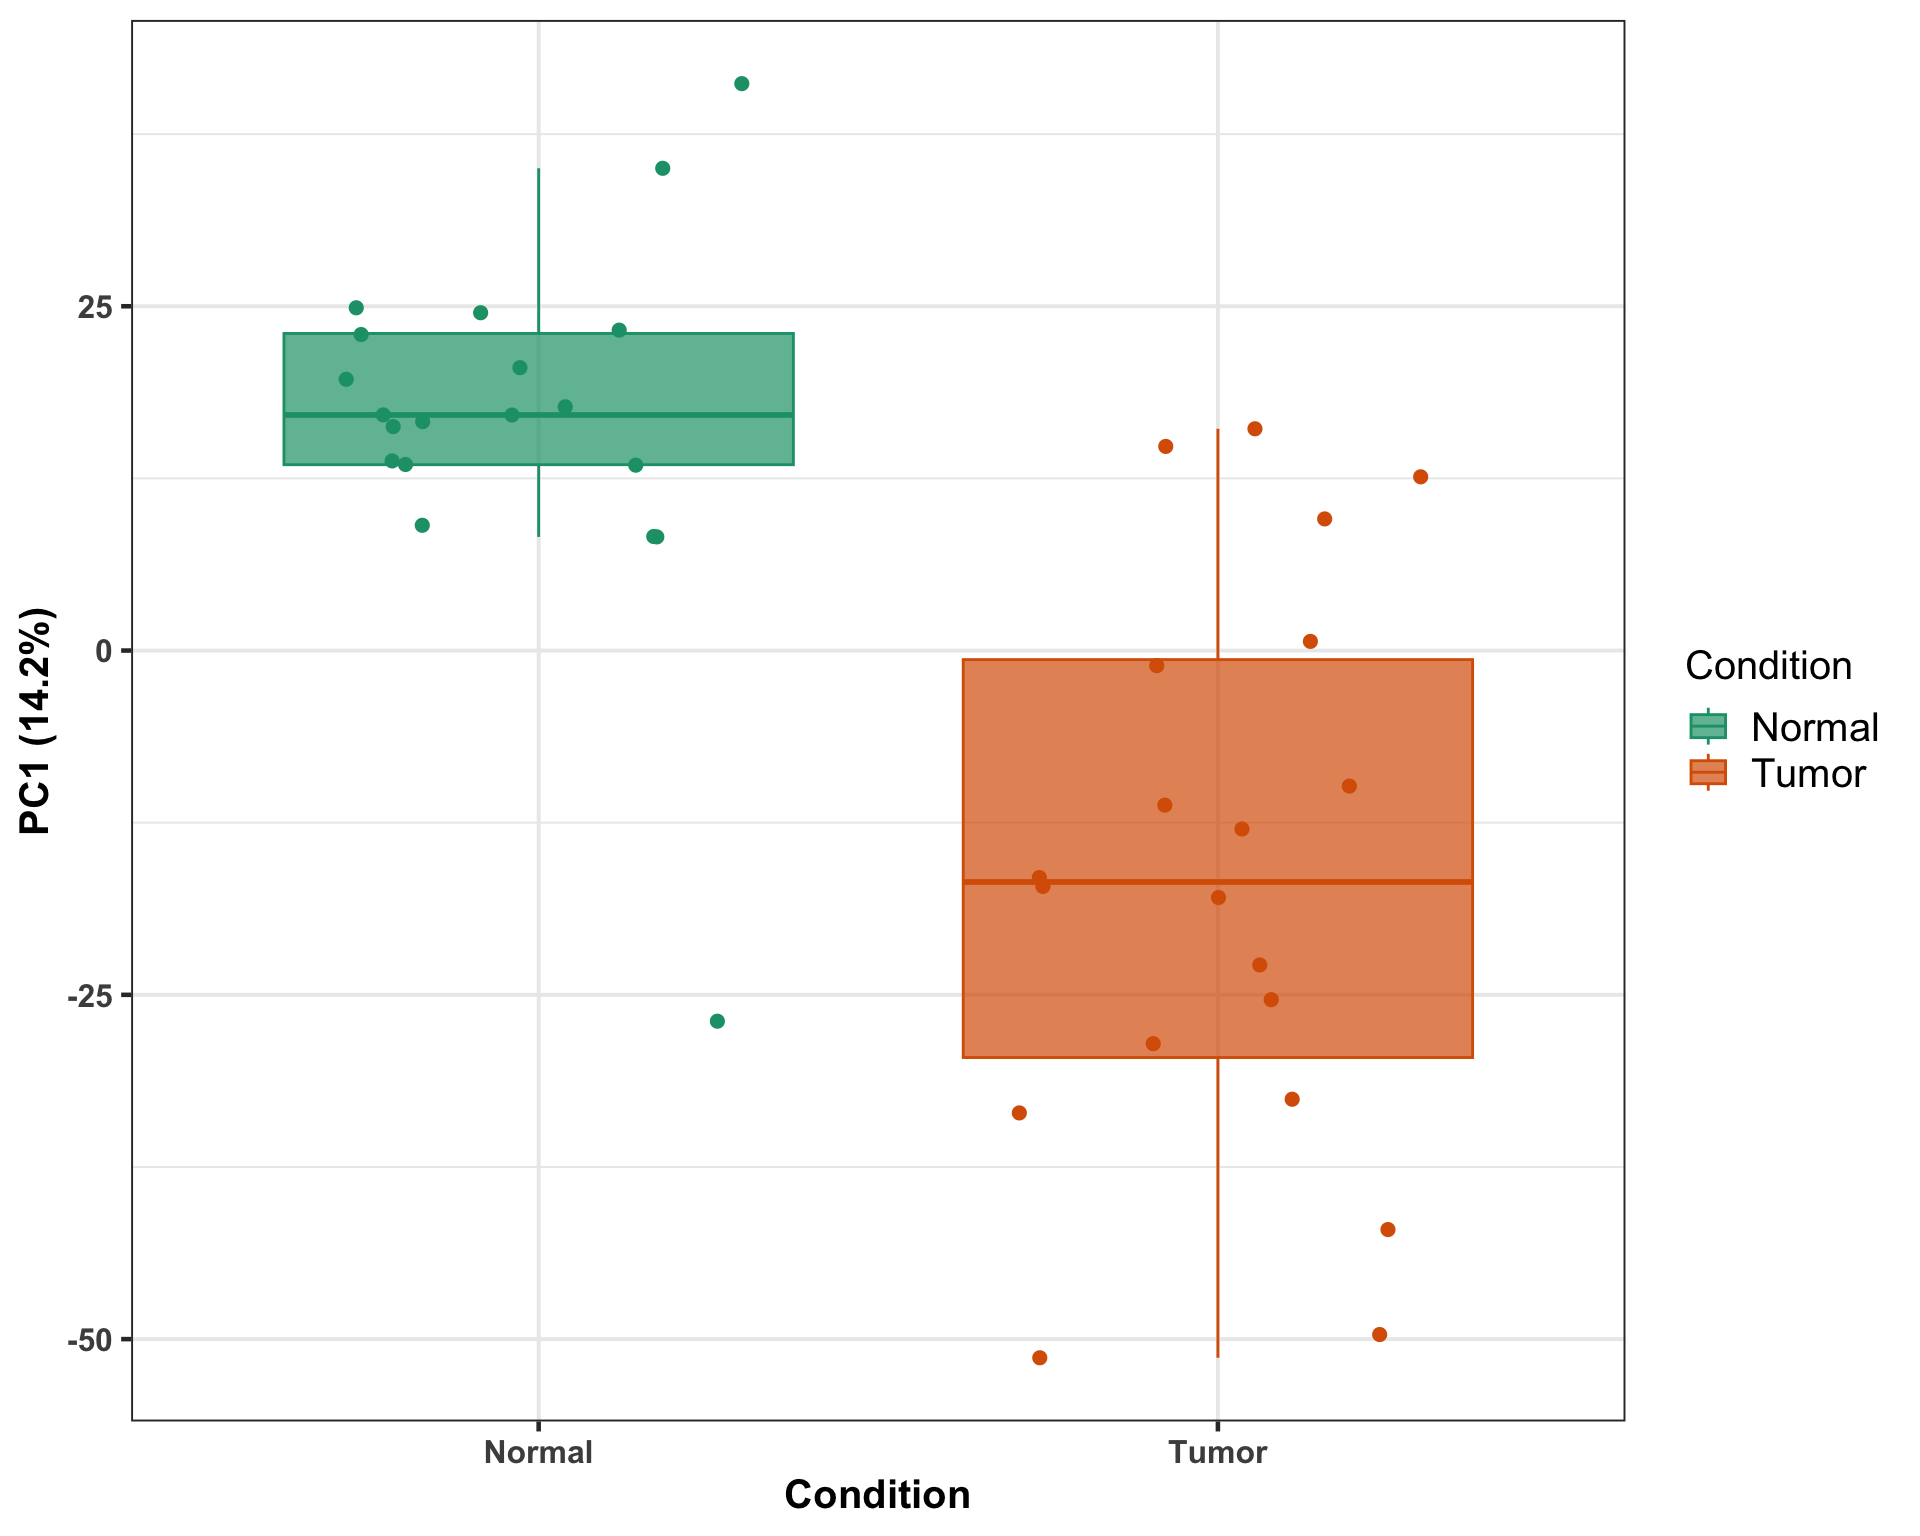 PC1 (14.2%)
25
0
-25
-50
Normal
Tumor
Condition
Condition
Normal
Tumor